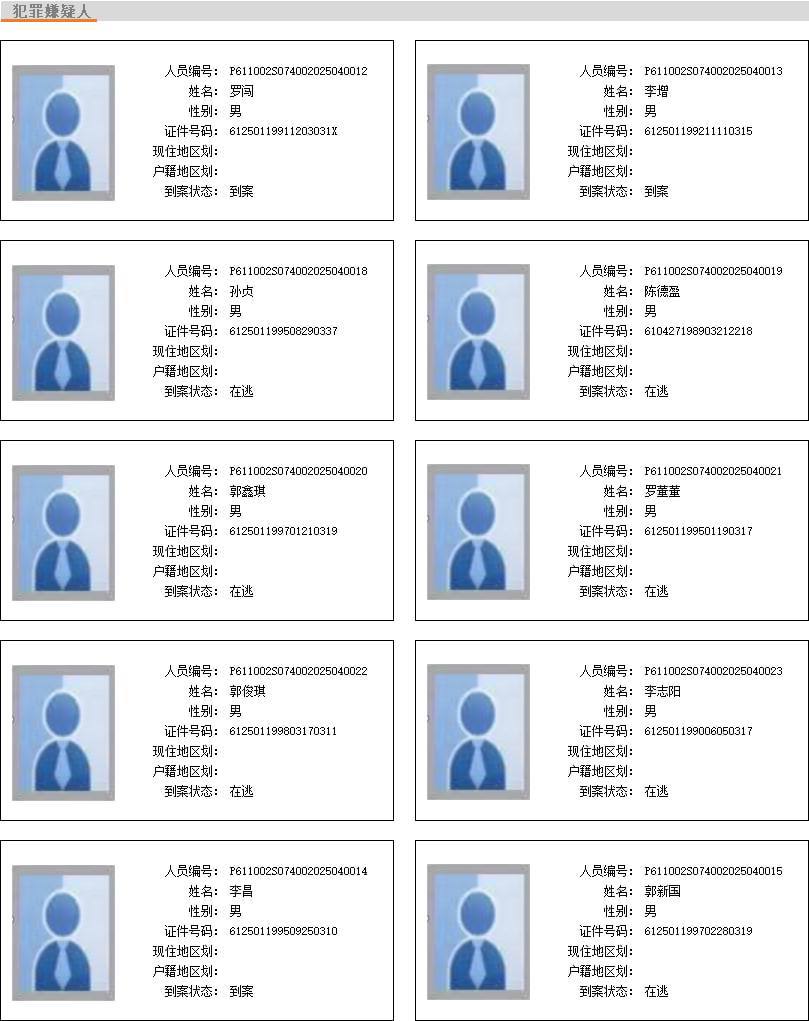 犯罪嫌疑人
人员编号： P611002S074002025040012
姓名： 罗闯
性别： 男
证件号码： 61250119911203031X
现住地区划：
户籍地区划：
到案状态： 到案
人员编号： P611002S074002025040013
姓名： 李增
性别： 男
证件号码： 612501199211110315
现住地区划：
户籍地区划：
到案状态： 到案
人员编号： P611002S074002025040018
姓名： 孙贞
性别： 男
证件号码： 612501199508290337
现住地区划：
户籍地区划：
到案状态： 在逃
人员编号： P611002S074002025040019
姓名： 陈德盈
性别： 男
证件号码： 610427198903212218
现住地区划：
户籍地区划：
到案状态： 在逃
人员编号： P611002S074002025040020
姓名： 郭鑫琪
性别： 男
证件号码： 612501199701210319
现住地区划：
户籍地区划：
到案状态： 在逃
人员编号： P611002S074002025040021
姓名： 罗董董
性别： 男
证件号码： 612501199501190317
现住地区划：
户籍地区划：
到案状态： 在逃
人员编号： P611002S074002025040022
姓名： 郭俊琪
性别： 男
证件号码： 612501199803170311
现住地区划：
户籍地区划：
到案状态： 在逃
人员编号： P611002S074002025040023
姓名： 李志阳
性别： 男
证件号码： 612501199006050317
现住地区划：
户籍地区划：
到案状态： 在逃
人员编号： P611002S074002025040014
姓名： 李昌
性别： 男
证件号码： 612501199509250310
现住地区划：
户籍地区划：
到案状态： 到案
人员编号： P611002S074002025040015
姓名： 郭新国
性别： 男
证件号码： 612501199702280319
现住地区划：
户籍地区划：
到案状态： 在逃